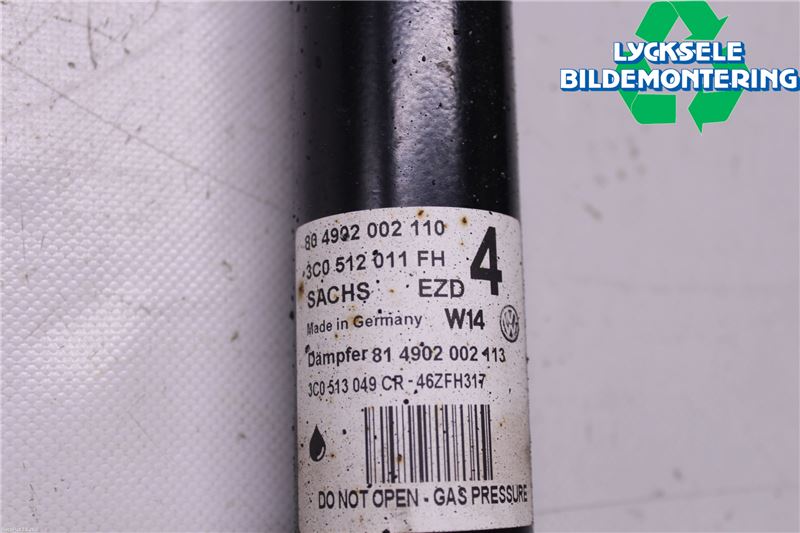 LYCKSELE
BILDEMONTERING
80 4902 002 110
3C0 512 011 FH 4
SACHS EZD
Made in Germany W14
Dämpfer 81 4902 002 113
3C0 513 049 CR - 46ZFH317
DO NOT OPEN - GAS PRESSURE